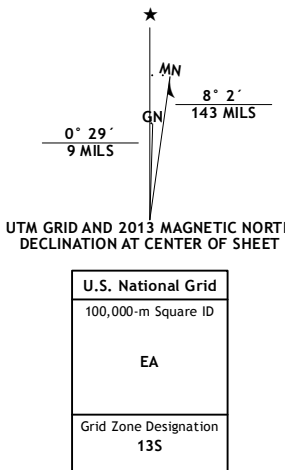 ★
MN
GN
8° 2´
143 MILS
0° 29´
9 MILS
UTM GRID AND 2013 MAGNETIC NORTH
DECLINATION AT CENTER OF SHEET
U.S. National Grid
100,000-m Square ID
EA
Grid Zone Designation
13S